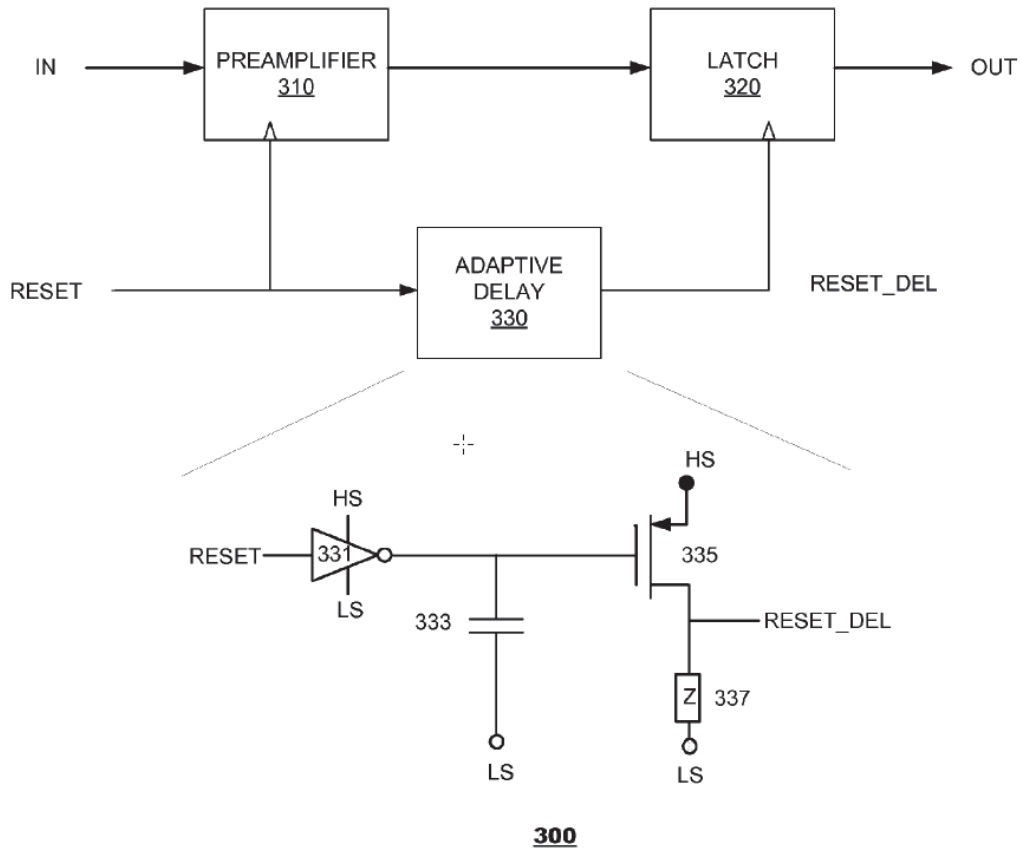 IN
PREAMPLIFIER
310
LATCH
320
OUT
RESET
ADAPTIVE
DELAY
330
RESET_DEL
HS
HS
RESET
331
335
LS
333
RESET_DEL
Z
337
LS
LS
300